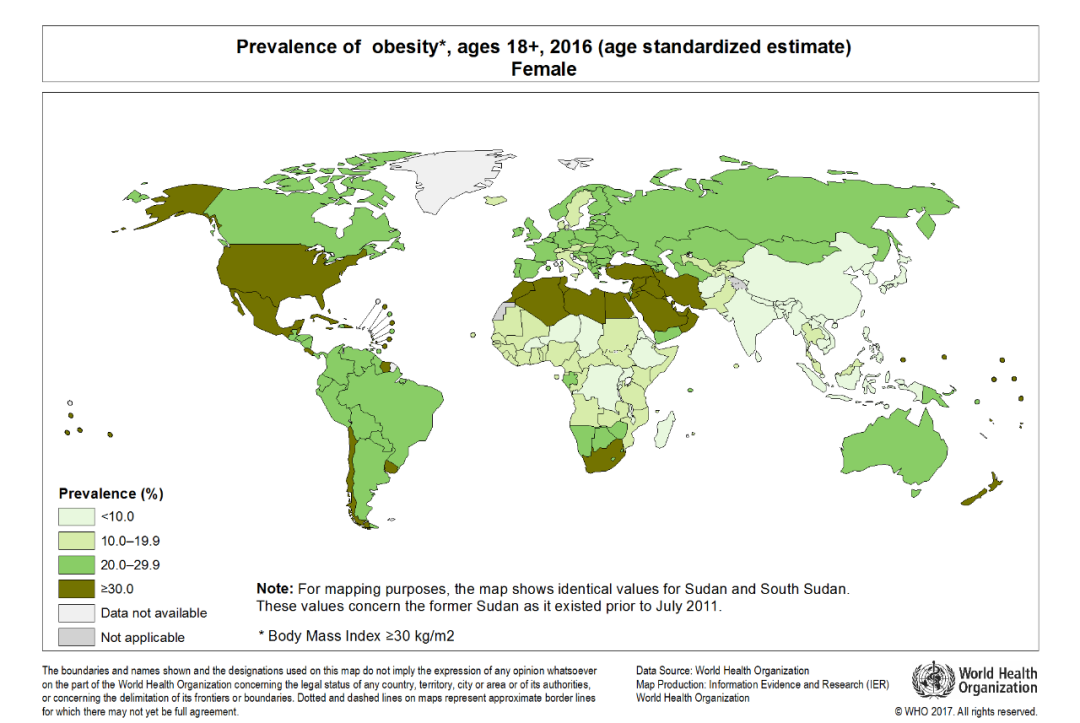 Prevalence of obesity*, ages 18+, 2016 (age standardized estimate)
Female
Prevalence (%)
<10.0
10.0–19.9
20.0–29.9
≥30.0
Data not available
Not applicable
Note: For mapping purposes, the map shows identical values for Sudan and South Sudan.
These values concern the former Sudan as it existed prior to July 2011.
* Body Mass Index ≥30 kg/m2
The boundaries and names shown and the designations used on this map do not imply the expression of any opinion whatsoever
on the part of the World Health Organization concerning the legal status of any country, territory, city or area or of its authorities,
or concerning the delimitation of its frontiers or boundaries. Dotted and dashed lines on maps represent approximate border lines
for which there may not yet be full agreement.
Data Source: World Health Organization
Map Production: Information Evidence and Research (IER)
World Health Organization
World Health
Organization
© WHO 2017. All rights reserved.